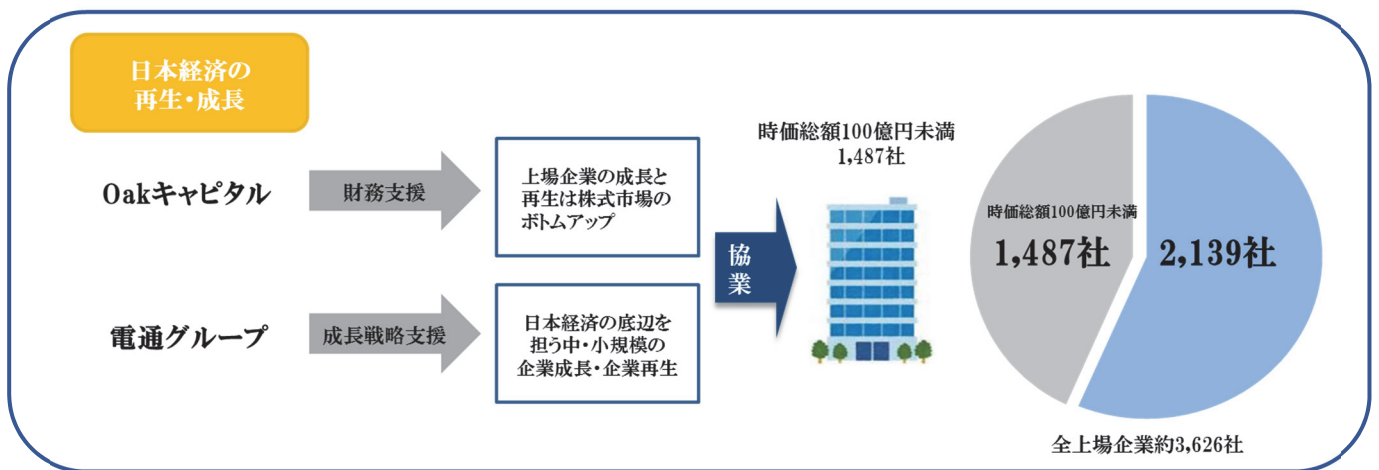 日本経済の
再生・成長
Oakキャピタル
財務支援
上場企業の成長と
再生は株式市場の
ボトムアップ
電通グループ
成長戦略支援
日本経済の底辺を
担う中・小規模の
企業成長・企業再生
協
業
時価総額100億円未満
1,487社
時価総額100億円未満
1,487社
2,139社
全上場企業約3,626社